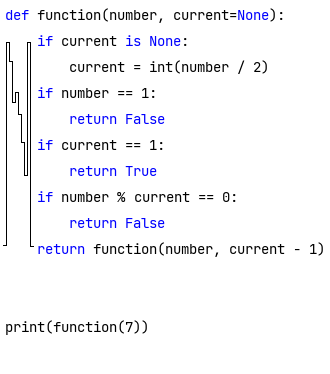 def function(number, current=None):
    if current is None:
        current = int(number / 2)
    if number == 1:
        return False
    if current == 1:
        return True
    if number % current == 0:
        return False
    return function(number, current - 1)
print(function(7))